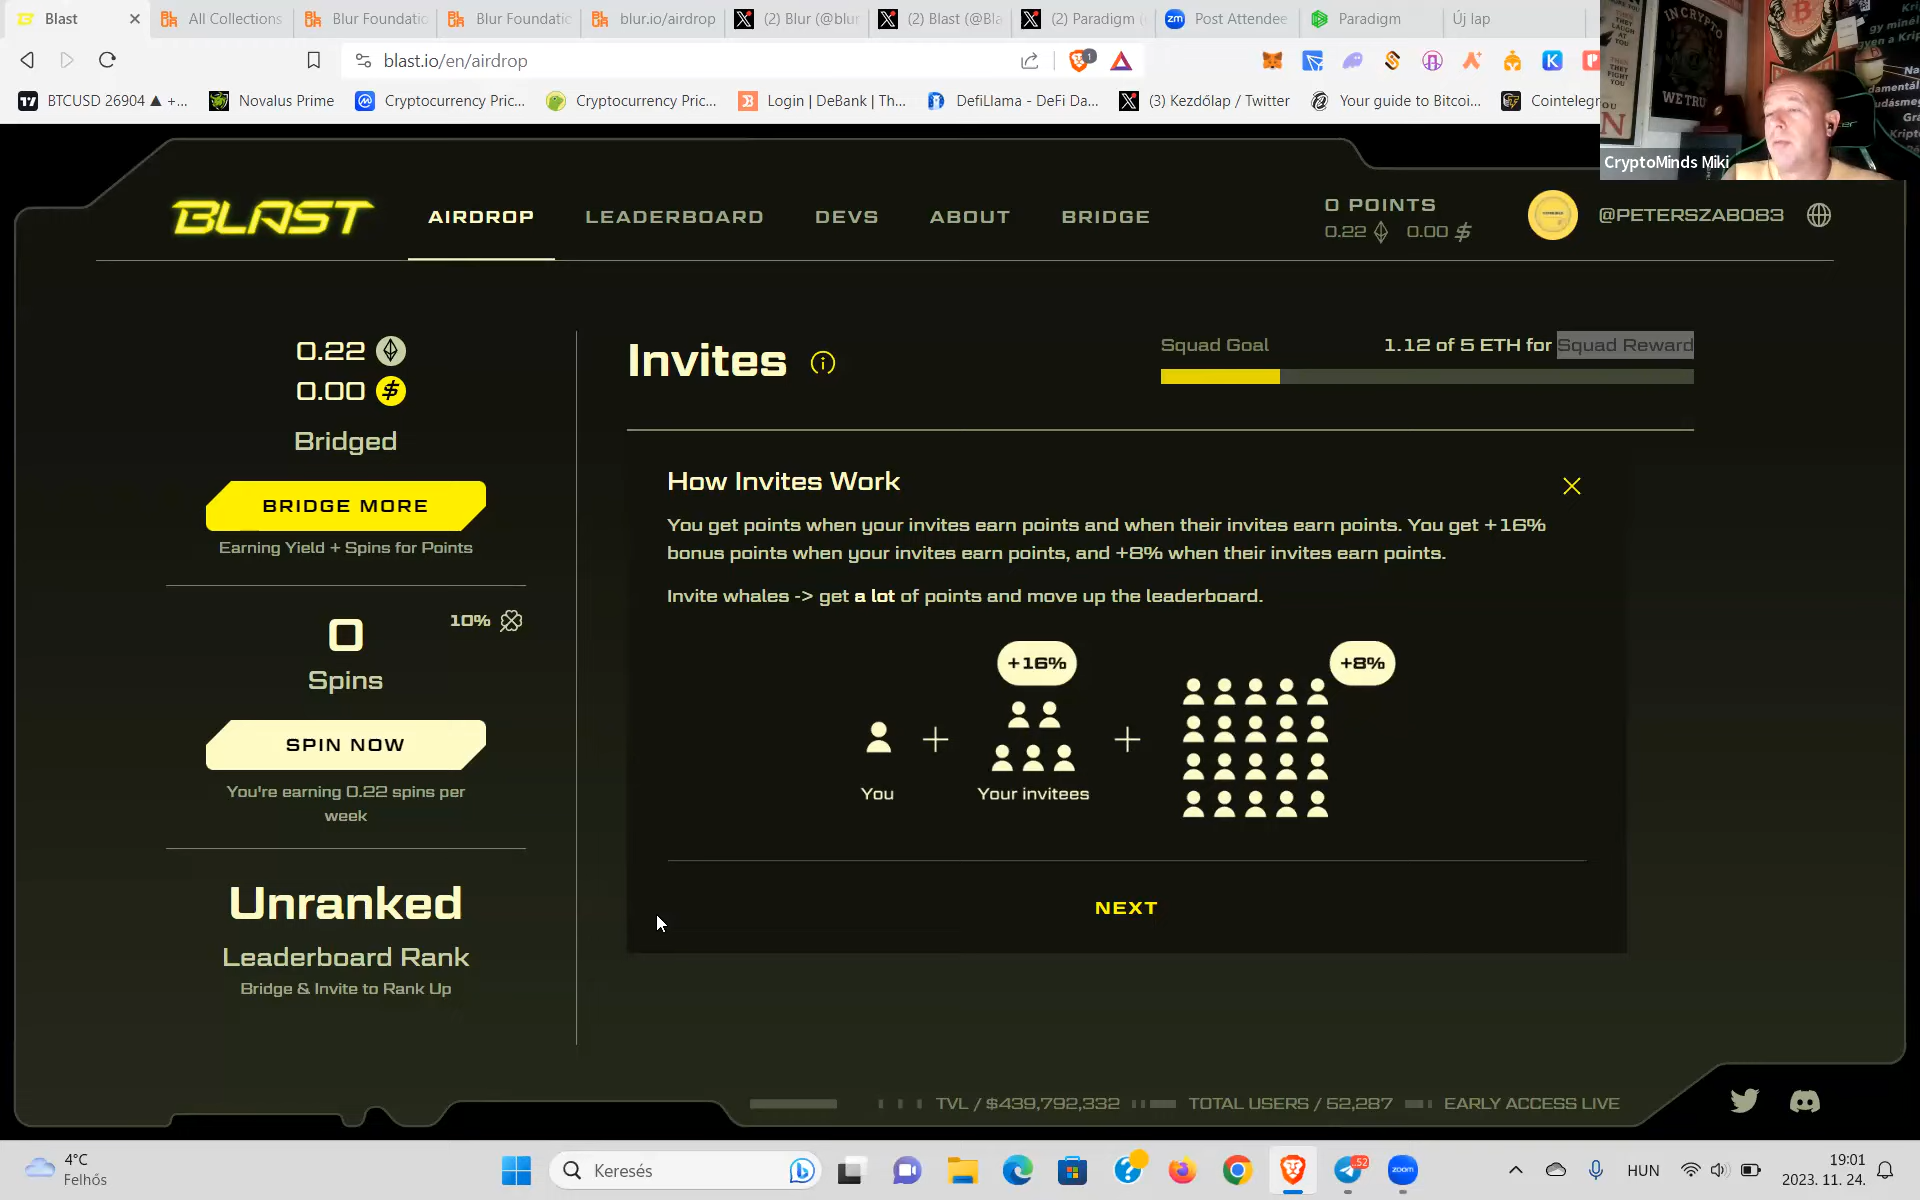 Blast
All Collections
Blur Foundatio
Blur Foundatio
blur.io/airdrop
(2) Blur (@blur
(2) Blast (@Bla
(2) Paradigm (
Post Attendee
Paradigm
Új lap
blast.io/en/airdrop
BTCUSD 26904 ▲ +...
Novalus Prime
Cryptocurrency Pric...
Cryptocurrency Pric...
Login | DeBank | Th...
DefiLlama - DeFi Da...
(3) Kezdőlap / Twitter
Your guide to Bitcoi...
Cointelegr
IN CRYPTO
WE TRU
CryptoMinds Miki
BLAST
AIRDROP
LEADERBOARD
DEVS
ABOUT
BRIDGE
0 POINTS
0.22
0.00 $
@PETERSZABO83
0.22
0.00 $
Bridged
BRIDGE MORE
Earning Yield + Spins for Points
10%
0
Spins
SPIN NOW
You're earning 0.22 spins per
week
Unranked
Leaderboard Rank
Bridge & Invite to Rank Up
Invites
Squad Goal
1.12 of 5 ETH for Squad Reward
How Invites Work
You get points when your invites earn points and when their invites earn points. You get +16%
bonus points when your invites earn points, and +8% when their invites earn points.
Invite whales -> get a lot of points and move up the leaderboard.
+16%
+8%
You
Your invitees
NEXT
TVL / $439,792,332
TOTAL USERS / 52,287
EARLY ACCESS LIVE
4°C
Felhős
Keresés
52
zoom
HUN
19:01
2023. 11. 24.